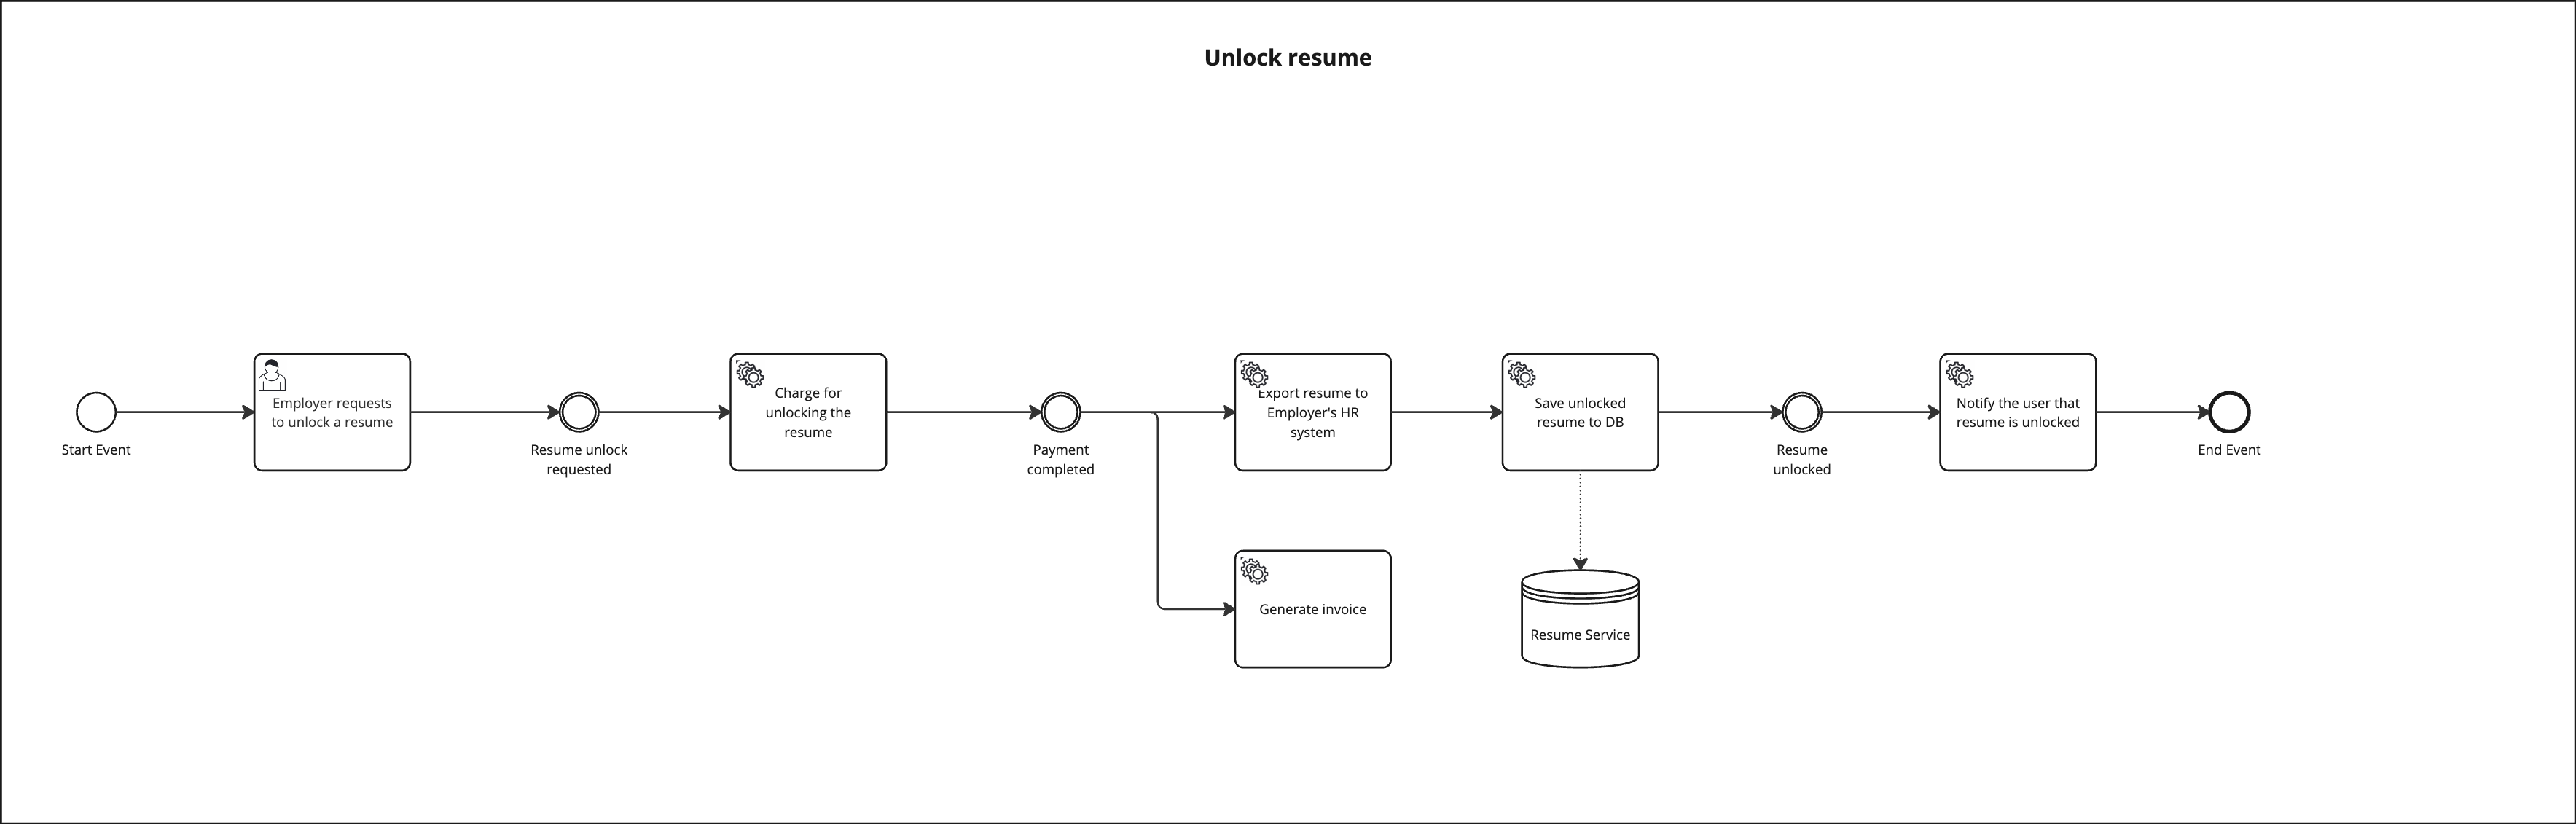 Unlock resume
Start Event
Employer requests
to unlock a resume
Resume unlock
requested
Charge for
unlocking the
resume
Payment
completed
Export resume to
Employer's HR
system
Save unlocked
resume to DB
Resume
unlocked
Notify the user that
resume is unlocked
End Event
Generate invoice
Resume Service